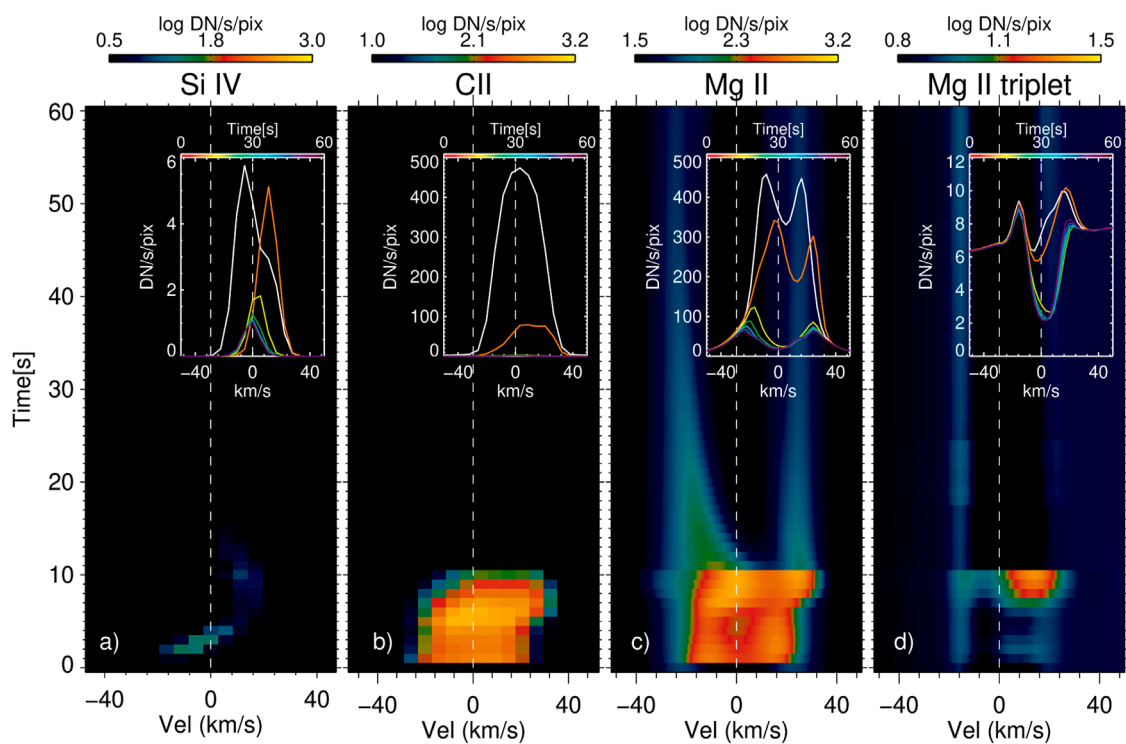 log DN/s/pix log DN/s/pix log DN/s/pix log DN/s/pix
0.5 1.8 3.0 1.0 2.1 3.2 1.5 2.3 3.2 0.8 1.1 1.5
Si IV CII Mg II Mg II triplet
Time[s]
60
50
40
30
20
10
0
Time[s]
0 30 60
DN/s/pix
6
4
2
0
−40 0 40
km/s
a)
−40 0 40
Vel (km/s)
Time[s]
0 30 60
DN/s/pix
500
400
300
200
100
0
−40 0 40
km/s
b)
−40 0 40
Vel (km/s)
Time[s]
0 30 60
DN/s/pix
500
400
300
200
100
0
−40 0 40
km/s
c)
−40 0 40
Vel (km/s)
Time[s]
0 30 60
DN/s/pix
12
10
8
6
4
2
0
−40 0 40
km/s
d)
−40 0 40
Vel (km/s)